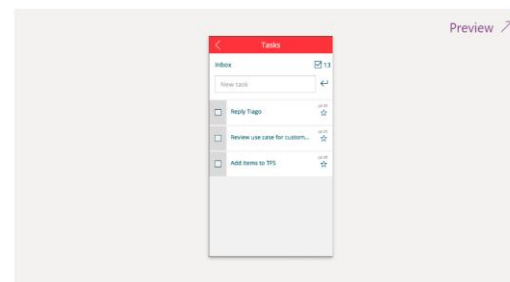 Preview
Tasks
Inbox
13
New task
Reply Tiago
Review use case for custom...
Add items to TFS